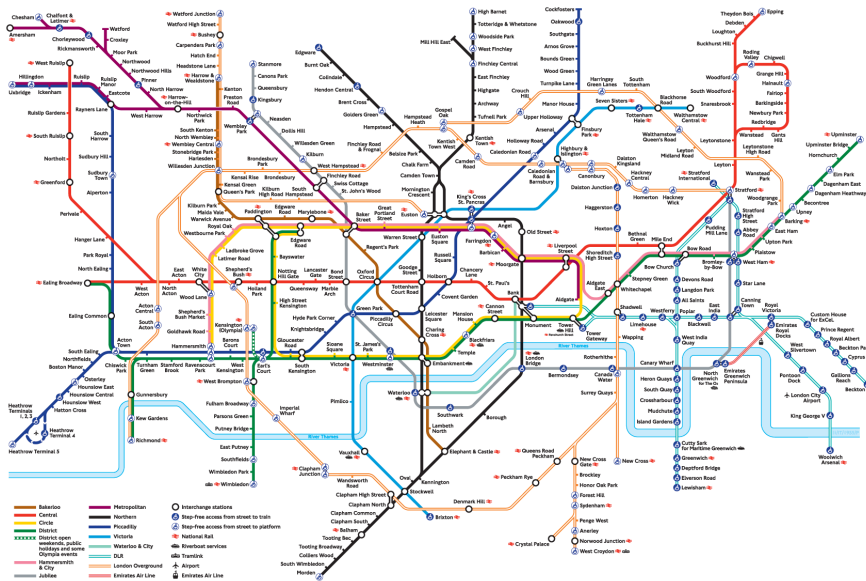 Chesham
Chalfont &
Latimer
Amersham
Chorleywood
Rickmansworth
Watford
Croxley
Moor Park
Northwood
Northwood Hills
Pinner
North Harrow
Harrow-
on-the-Hill
Northwick
Park
Preston
Road
Wembley
Park
Watford Junction
Watford High Street
Bushey
Carpenders Park
Hatch End
Headstone Lane
Harrow &
Wealdstone
Kenton
South Kenton
North Wembley
Wembley Central
Stonebridge Park
Harlesden
Willesden Junction
Kensal Green
Queen's Park
Kilburn Park
Maida Vale
Warwick Avenue
Royal Oak
Westbourne Park
Stanmore
Canons Park
Queensbury
Kingsbury
Neasden
Dollis Hill
Willesden Green
Kilburn
West Hampstead
Finchley Road
Swiss Cottage
St. John's Wood
Edgware
Burnt Oak
Colindale
Hendon Central
Brent Cross
Golders Green
Hampstead
Belsize Park
Chalk Farm
Camden Town
Mornington
Crescent
High Barnet
Totteridge & Whetstone
Woodside Park
West Finchley
Mill Hill East
Finchley Central
East Finchley
Highgate
Archway
Tufnell Park
Kentish
Town
Kentish
Town West
Gospel
Oak
Hampstead
Heath
Finchley Road
& Frognal
Cockfosters
Oakwood
Southgate
Arnos Grove
Bounds Green
Wood Green
Turnpike Lane
Manor House
Harringay
Green Lanes
Crouch
Hill
Upper Holloway
South
Tottenham
Seven Sisters
Blackhorse
Road
Tottenham
Hale
Walthamstow
Central
Walthamstow
Queen's Road
Leyton
Midland Road
Leytonstone
High Road
Wanstead
Park
Woodgrange
Park
Finsbury
Park
Arsenal
Holloway Road
Caledonian Road
Highbury &
Islington
Camden
Road
Caledonian
Road &
Barnsbury
Canonbury
Dalston
Kingsland
Hackney
Central
Homerton
Hackney
Wick
Theydon Bois
Epping
Debden
Loughton
Buckhurst Hill
Roding
Valley
Chigwell
Grange Hill
Hainault
Fairlop
Barkingside
Newbury Park
Redbridge
Gants
Hill
Wanstead
Woodford
South Woodford
Snaresbrook
Leytonstone
Leyton
Stratford
International
Stratford
Stratford
High Street
Abbey
Road
West Ham
Star Lane
Pudding
Mill Lane
Upminster
Upminster Bridge
Hornchurch
Elm Park
Dagenham East
Dagenham Heathway
Becontree
Upney
Barking
East
Ham
Upton
Park
Plaistow
Bromley-
by-Bow
Bow Road
Bow Church
Mile End
Stepney Green
Whitechapel
Bethnal
Green
Dalston Junction
Haggerston
Hoxton
Shoreditch
High Street
West Ruislip
Ruislip
Ruislip
Manor
Hillingdon
Uxbridge
Ickenham
Eastcote
Rayners Lane
West Harrow
Ruislip
Gardens
South Ruislip
Northolt
Greenford
Perivale
Hanger Lane
South
Harrow
Sudbury Hill
Sudbury
Town
Alperton
Park Royal
North Ealing
Ealing Broadway
Ealing Common
West
Acton
North
Acton
East
Acton
White
City
Wood Lane
Shepherd's
Bush
Shepherd's
Bush Market
Goldhawk Road
Hammersmith
Ladbroke Grove
Latimer Road
Holland
Park
Notting
Hill Gate
Queensway
Lancaster
Gate
Marble
Arch
Bond
Street
Oxford
Circus
Tottenham
Court Road
Holborn
Chancery
Lane
St. Paul's
Bank
Kensal Rise
Brondesbury
Park
Brondesbury
Kilburn
High Road
South
Hampstead
Paddington
Edgware
Road
Marylebone
Edgware
Road
Bayswater
High Street
Kensington
Baker
Street
Regent's Park
Great
Portland
Street
Warren Street
Euston
Euston
Square
King's Cross
St. Pancras
Goodge
Street
Russell
Square
Angel
Farringdon
Barbican
Moorgate
Old Street
Liverpool
Street
Aldgate
East
Aldgate
Tower
Hill
Tower
Gateway
Monument
Cannon
Street
Mansion
House
Blackfriars
Temple
Embankment
Charing
Cross
Leicester
Square
Covent Garden
Piccadilly
Circus
Green Park
Hyde Park Corner
Knightsbridge
Sloane
Square
South
Kensington
Gloucester
Road
Earl's
Court
Victoria
St. James's
Park
Westminster
Waterloo
Southwark
London
Bridge
Bermondsey
Canada
Water
Rotherhithe
Wapping
Shadwell
Surrey Quays
Limehouse
Westferry
Poplar
All Saints
Langdon Park
Devons Road
East
India
Blackwall
Canning
Town
Royal
Victoria
Custom House
for ExCeL
Prince Regent
Royal Albert
Beckton Park
Cyprus
Gallions
Reach
Beckton
Emirates
Royal
Docks
Emirates
Greenwich
Peninsula
North
Greenwich
for The O2
West
Silvertown
Pontoon
Dock
London City
Airport
King George V
Woolwich
Arsenal
West India
Quay
Canary Wharf
Heron Quays
South Quay
Crossharbour
Mudchute
Island Gardens
Cutty Sark
for Maritime Greenwich
Greenwich
Deptford Bridge
Elverson Road
Lewisham
River Thames
Acton
Central
South
Acton
Acton
Town
South Ealing
Northfields
Boston Manor
Osterley
Hounslow East
Hounslow Central
Hounslow West
Hatton Cross
Heathrow
Terminals
1, 2, 3
Heathrow
Terminal 4
Heathrow Terminal 5
Chiswick
Park
Turnham
Green
Stamford
Brook
Ravenscourt
Park
Barons
Court
West
Kensington
Kensington
(Olympia)
Gunnersbury
Kew Gardens
Richmond
West Brompton
Fulham Broadway
Parsons Green
Putney Bridge
East Putney
Southfields
Wimbledon Park
Wimbledon
Imperial
Wharf
Clapham
Junction
Wandsworth
Road
River Thames
Pimlico
Vauxhall
Lambeth
North
Elephant & Castle
Borough
Kennington
Oval
Stockwell
Brixton
Clapham High Street
Clapham North
Clapham Common
Clapham South
Balham
Tooting Bec
Tooting Broadway
Colliers Wood
South Wimbledon
Morden
Denmark Hill
Peckham Rye
Queens Road
Peckham
New Cross
Gate
New Cross
Brockley
Honor Oak Park
Forest Hill
Sydenham
Penge West
Anerley
Norwood Junction
West Croydon
Crystal Palace
Bakerloo
Central
Circle
District
District open
weekends, public
holidays and some
Olympia events
Hammersmith
& City
Jubilee
Metropolitan
Northern
Piccadilly
Victoria
Waterloo & City
DLR
London Overground
Emirates Air Line
Interchange stations
Step-free access from street to train
Step-free access from street to platform
National Rail
Riverboat services
Tramlink
Airport
Emirates Air Line